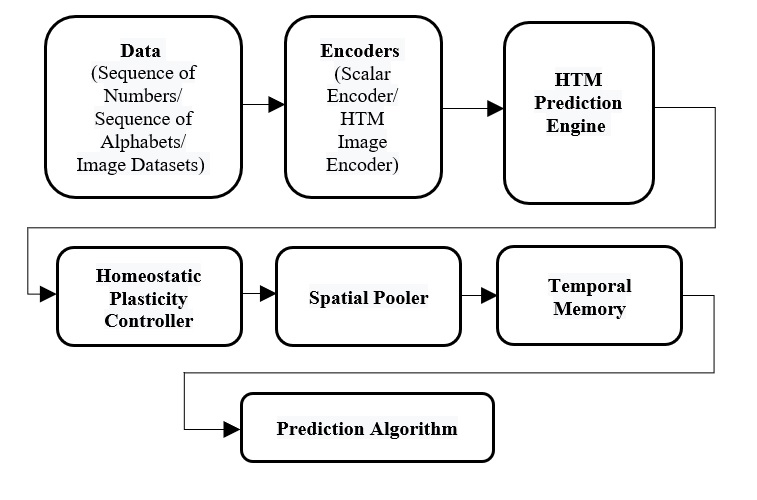 Data
(Sequence of
Numbers/
Sequence of
Alphabets/
Image Datasets)
Encoders
(Scalar
Encoder/
HTM
Image
Encoder)
HTM
Prediction
Engine
Homeostatic
Plasticity
Controller
Spatial Pooler
Temporal
Memory
Prediction Algorithm